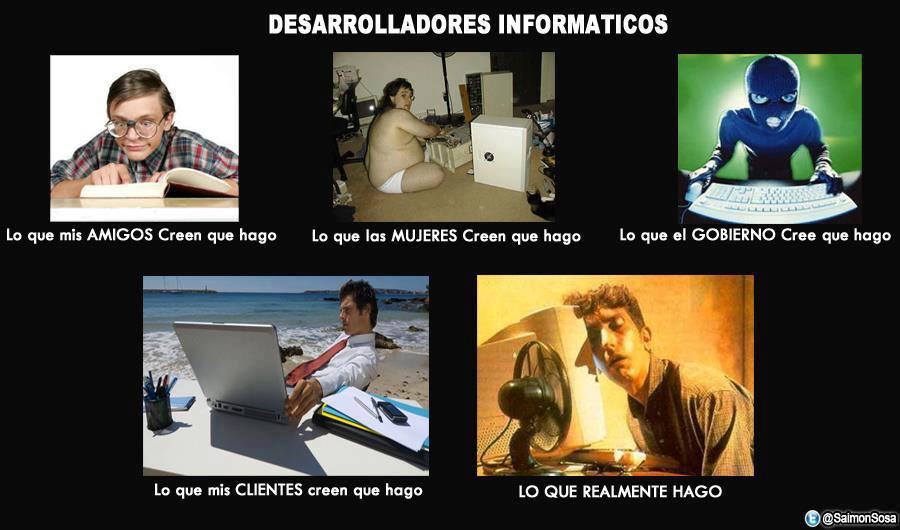 DESARROLLADORES INFORMATICOS
Lo que mis AMIGOS Creen que hago
Lo que las MUJERES Creen que hago
Lo que el GOBIERNO Cree que hago
Lo que mis CLIENTES creen que hago
LO QUE REALMENTE HAGO
@SaimonSosa